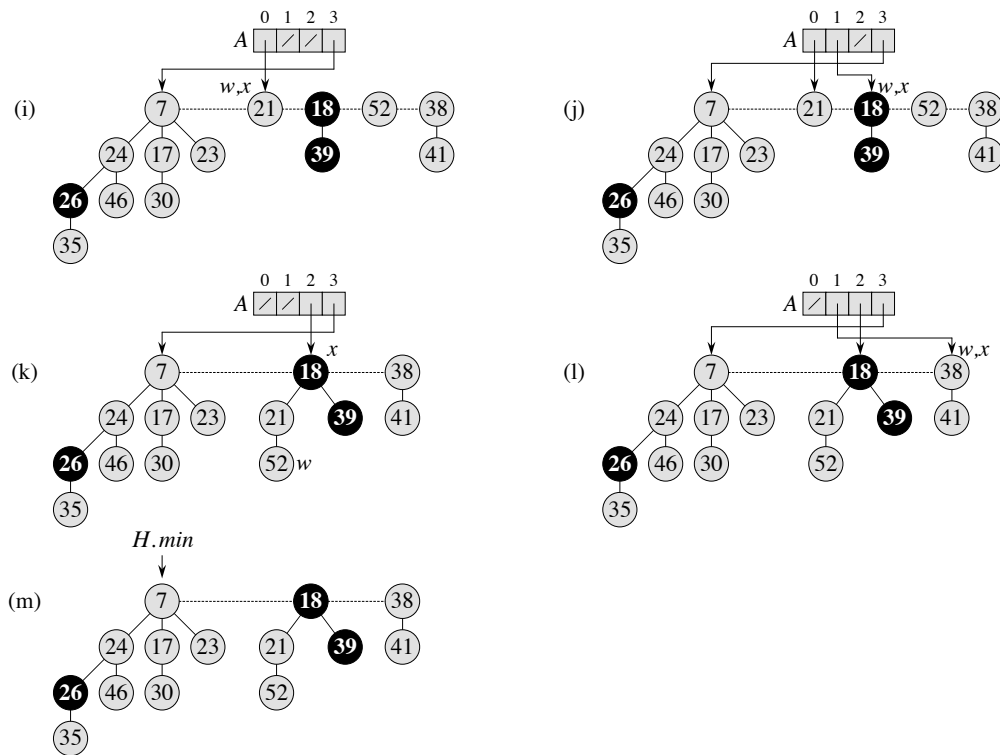 0 1 2 3
A
w,x
(i)
7 21 18 52 38
24 17 23 39 41
26 46 30
35
0 1 2 3
A
w,x
(j)
7 21 18 52 38
24 17 23 39 41
26 46 30
35
0 1 2 3
A
x
(k)
7 18 38
24 17 23 21 39 41
26 46 30 52 w
35
0 1 2 3
A
w,x
(l)
7 18 38
24 17 23 21 39 41
26 46 30 52
35
H.min
(m)
7 18 38
24 17 23 21 39 41
26 46 30 52
35